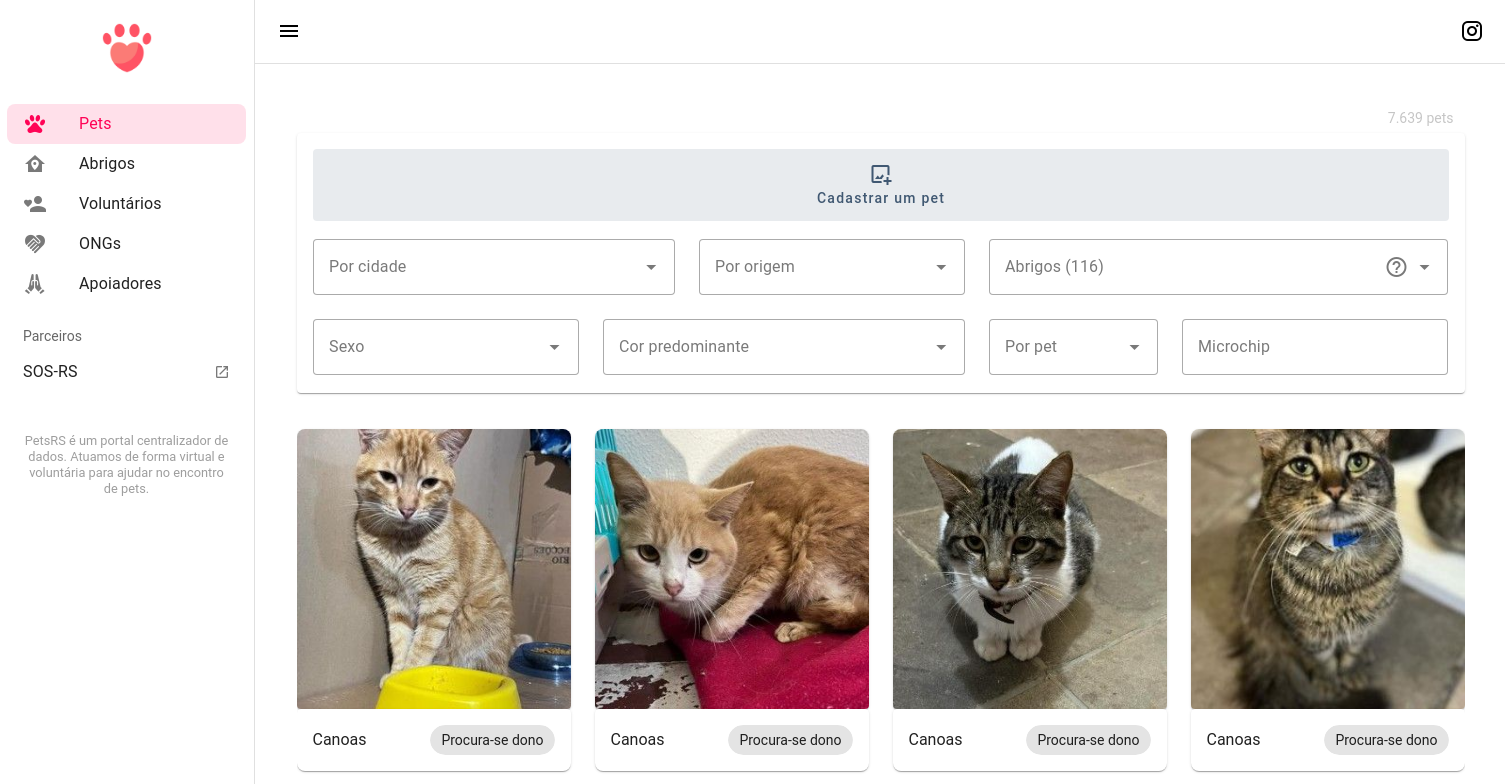 Pets
Abrigos
Voluntários
ONGs
Apoiadores
Parceiros
SOS-RS
PetsRS é um portal centralizador de
dados. Atuamos de forma virtual e
voluntária para ajudar no encontro
de pets.
7.639 pets
Cadastrar um pet
Por cidade
Por origem
Abrigos (116)
Sexo
Cor predominante
Por pet
Microchip
Canoas
Procura-se dono
Canoas
Procura-se dono
Canoas
Procura-se dono
Canoas
Procura-se dono